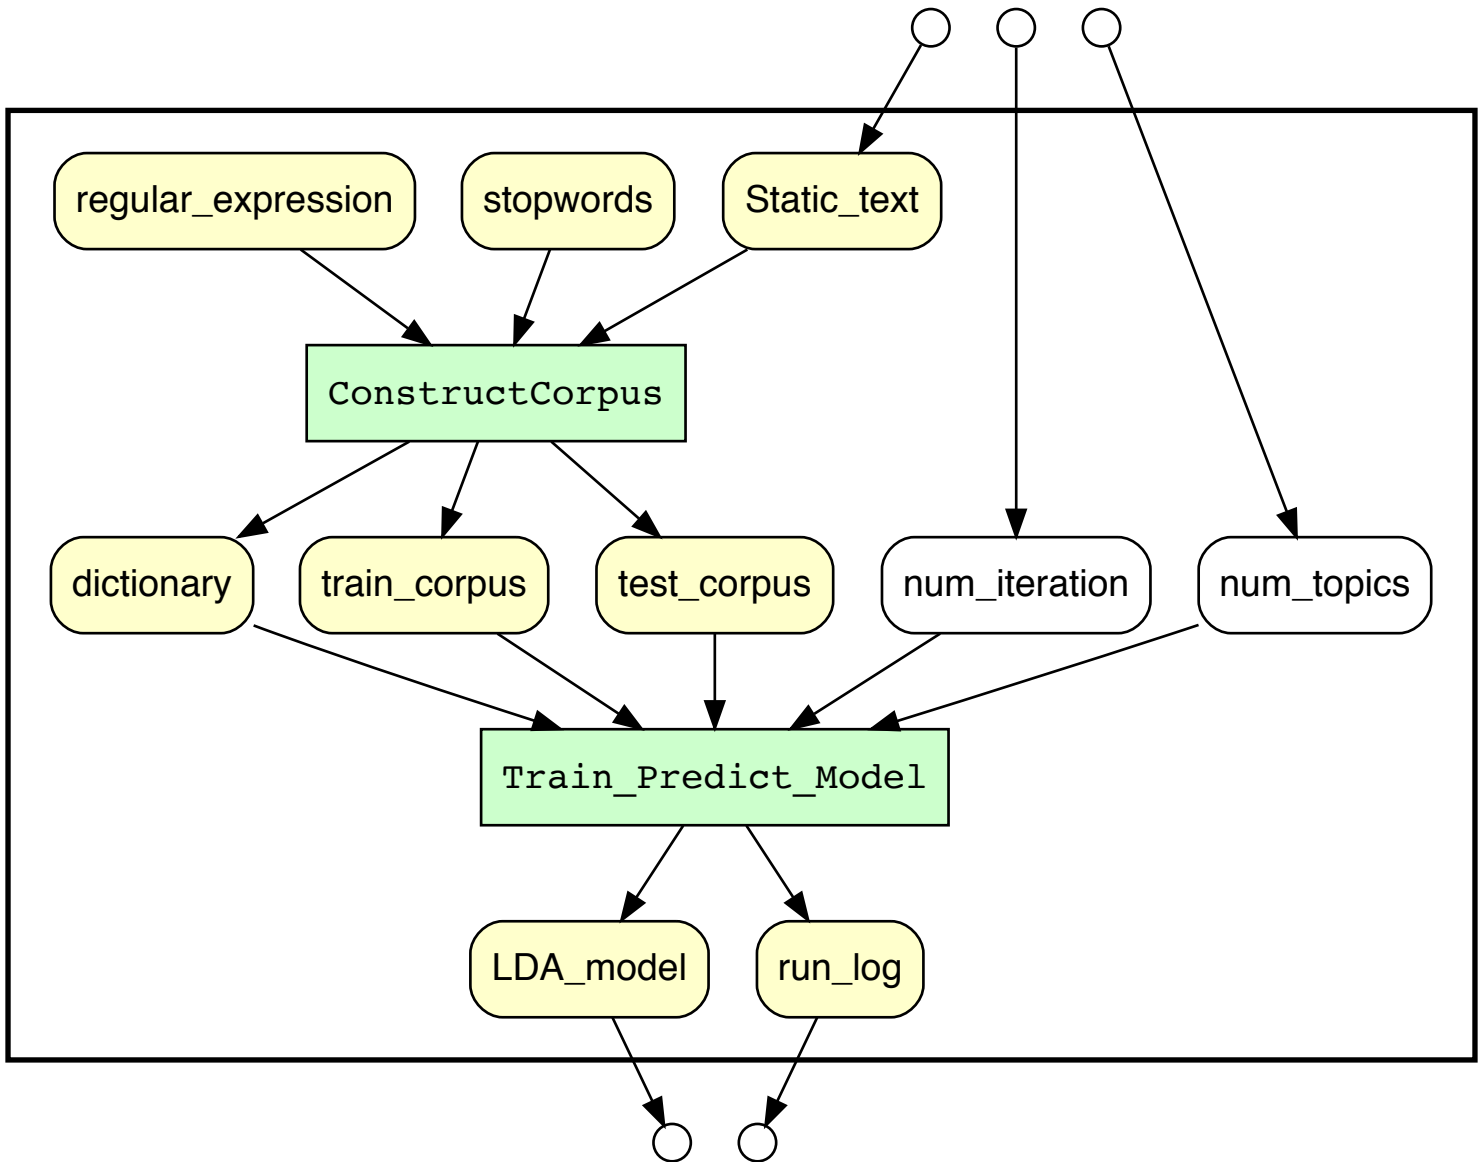 regular_expression
stopwords
Static_text
ConstructCorpus
dictionary
train_corpus
test_corpus
num_iteration
num_topics
Train_Predict_Model
LDA_model
run_log